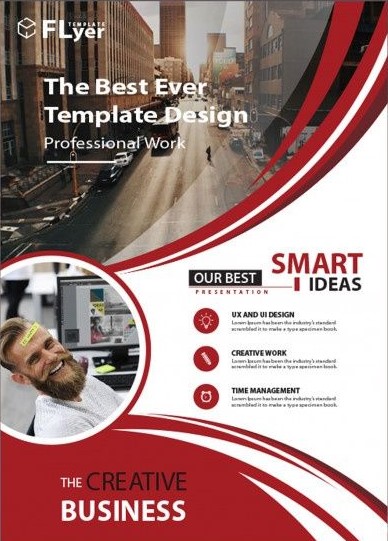 TEMPLATE
FLyer
The Best Ever
Template Design
Professional Work
OUR BEST
PRESENTATION
SMART
IDEAS
UX AND UI DESIGN
Lorem Ipsum has been the industry's standard
scrambled it to make a type specimen book.
CREATIVE WORK
Lorem Ipsum has been the industry's standard
scrambled it to make a type specimen book.
TIME MANAGEMENT
Lorem Ipsum has been the industry's standard
scrambled it to make a type specimen book.
THE CREATIVE
BUSINESS